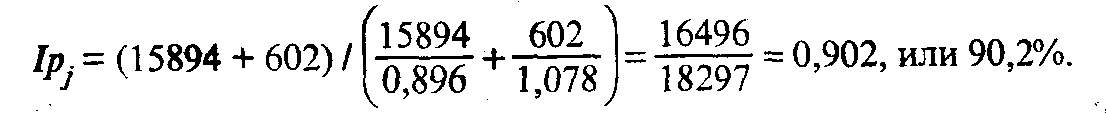 Ip_j = (15894 + 602) / (15894/0,896 + 602/1,078) = 16496/18297 = 0,902, или 90,2%.